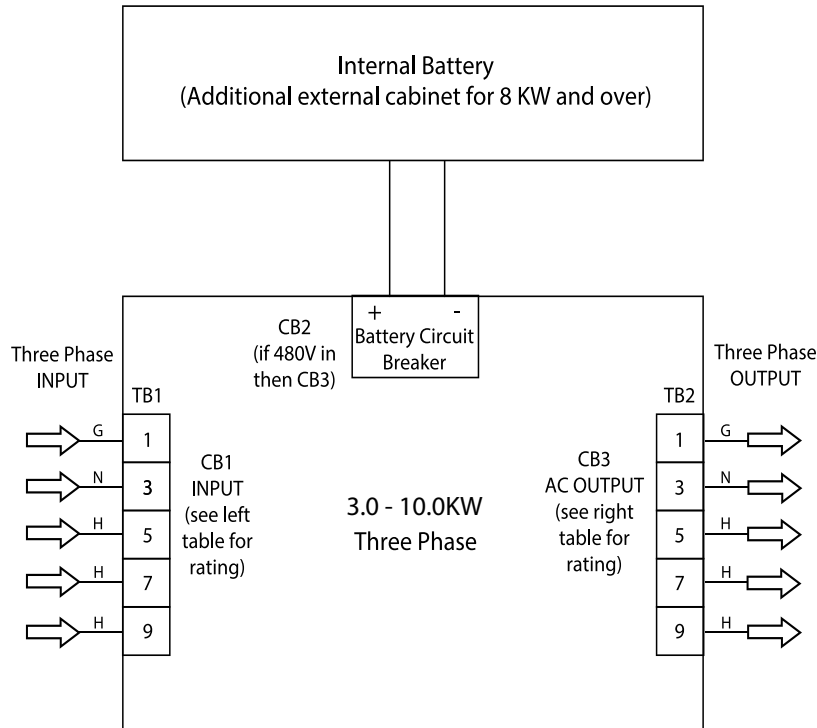 Internal Battery
(Additional external cabinet for 8 KW and over)
+ -
Battery Circuit
Breaker
CB2
(if 480V in
then CB3)
Three Phase
INPUT
TB1
G 1
N 3
H 5
H 7
H 9
CB1
INPUT
(see left
table for
rating)
3.0 - 10.0KW
Three Phase
CB3
AC OUTPUT
(see right
table for
rating)
Three Phase
OUTPUT
TB2
1 G
3 N
5 H
7 H
9 H